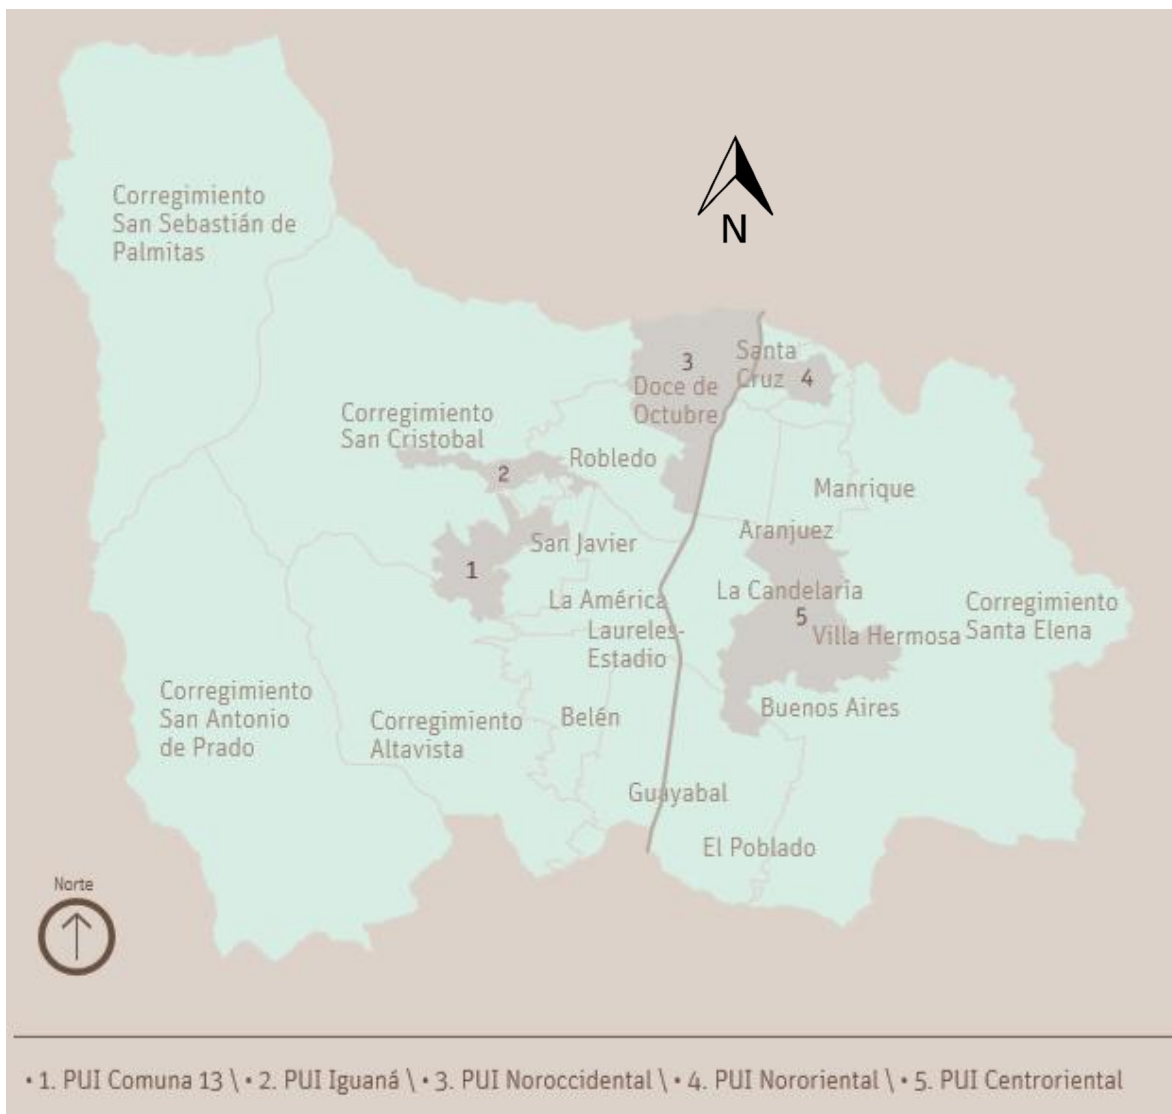 N
Corregimiento
San Sebastián de
Palmitas
3
Santa
Cruz
4
Doce de
Octubre
Corregimiento
San Cristobal
2
Robledo
Manrique
Aranjuez
San Javier
1
La América
La Candelaria
Corregimiento
Santa Elena
5
Laureles-
Estadio
Villa Hermosa
Corregimiento
San Antonio
de Prado
Corregimiento
Altavista
Belén
Buenos Aires
Guayabal
El Poblado
Norte
• 1. PUI Comuna 13 \ • 2. PUI Iguaná \ • 3. PUI Noroccidental \ • 4. PUI Nororiental \ • 5. PUI Centroriental